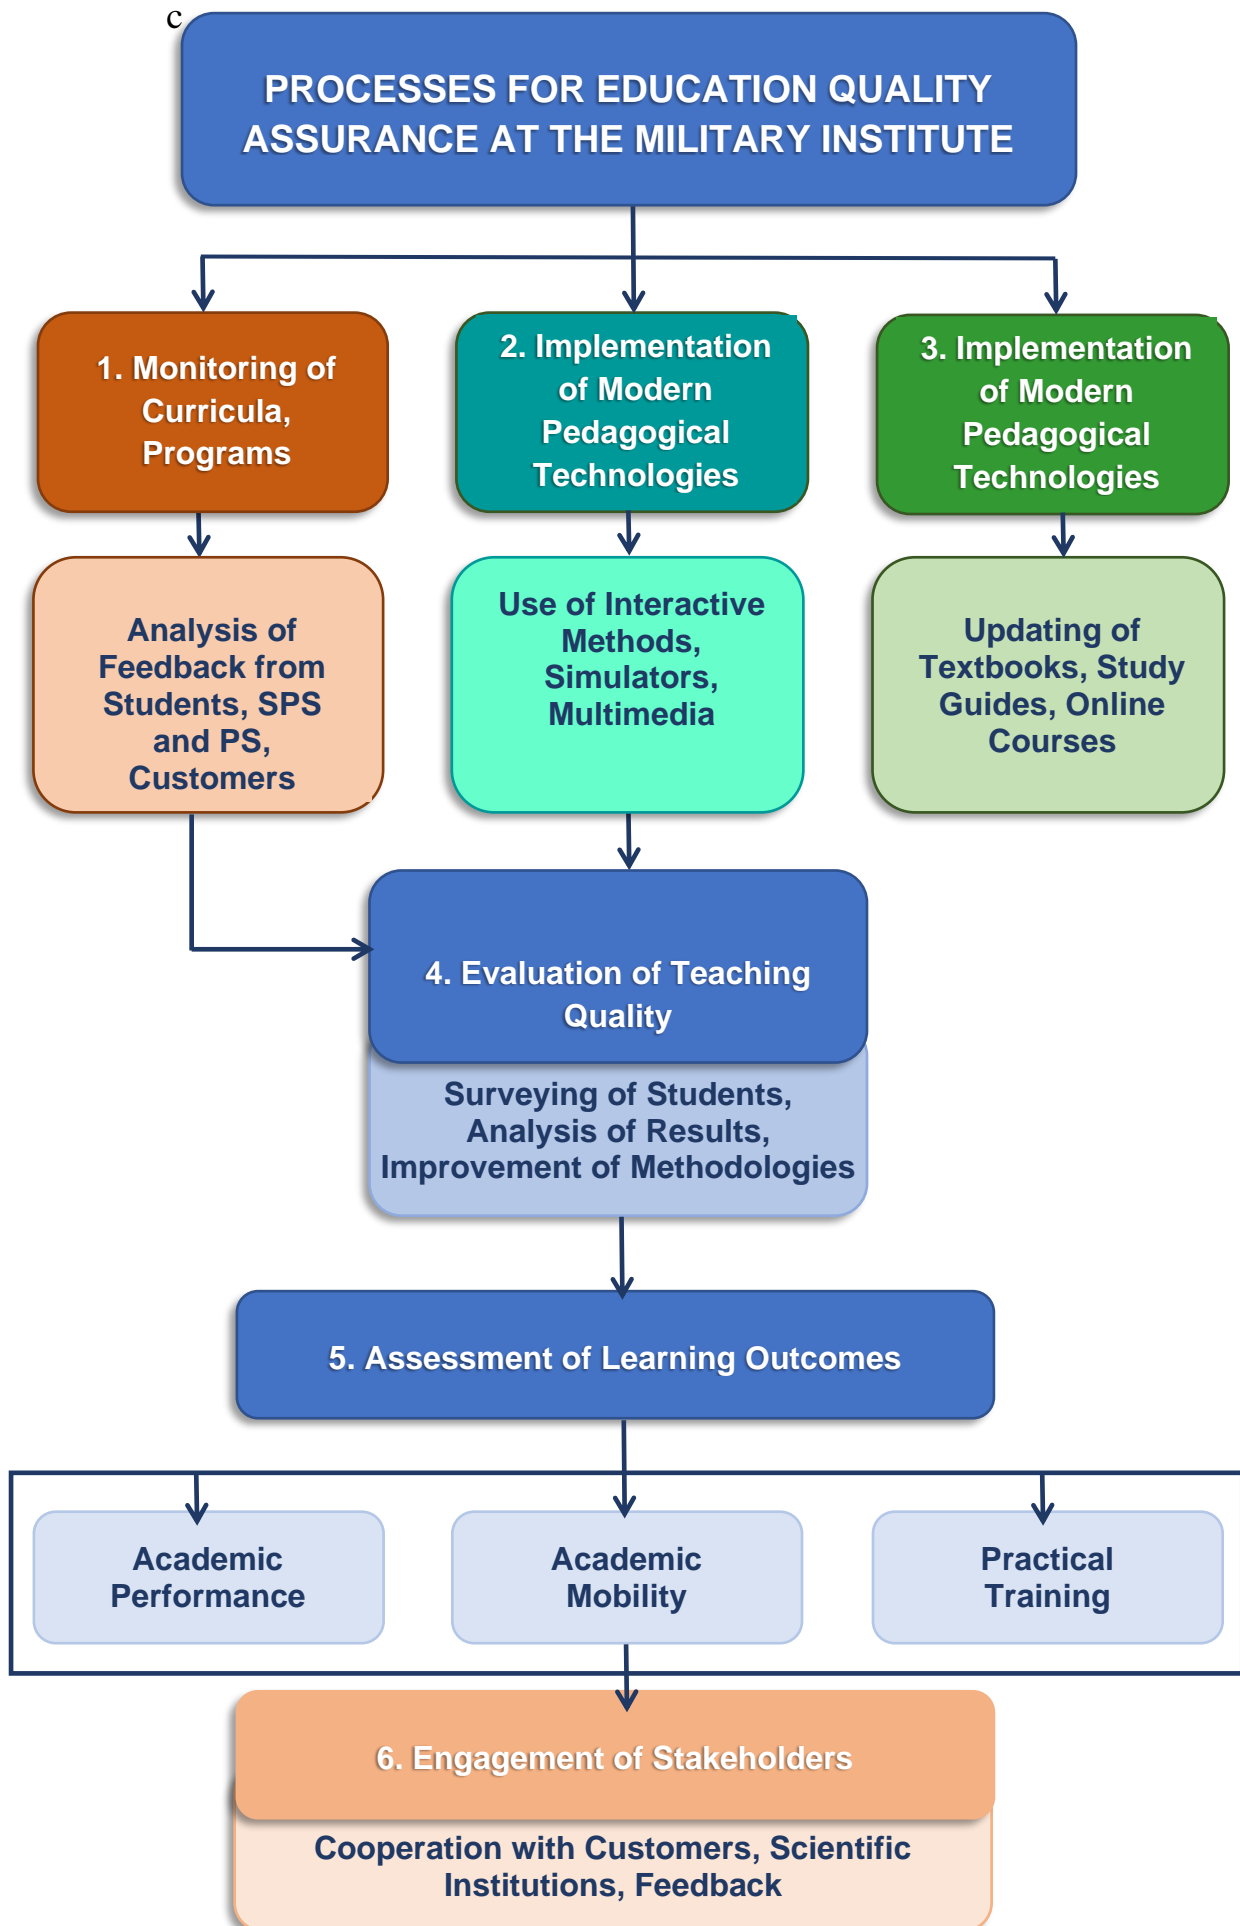 c
PROCESSES FOR EDUCATION QUALITY
ASSURANCE AT THE MILITARY INSTITUTE
1. Monitoring of
Curricula,
Programs
2. Implementation
of Modern
Pedagogical
Technologies
3. Implementation
of Modern
Pedagogical
Technologies
Analysis of
Feedback from
Students, SPS
and PS,
Customers
Use of Interactive
Methods,
Simulators,
Multimedia
Updating of
Textbooks, Study
Guides, Online
Courses
4. Evaluation of Teaching
Quality
Surveying of Students,
Analysis of Results,
Improvement of Methodologies
5. Assessment of Learning Outcomes
Academic
Performance
Academic
Mobility
Practical
Training
6. Engagement of Stakeholders
Cooperation with Customers, Scientific
Institutions, Feedback